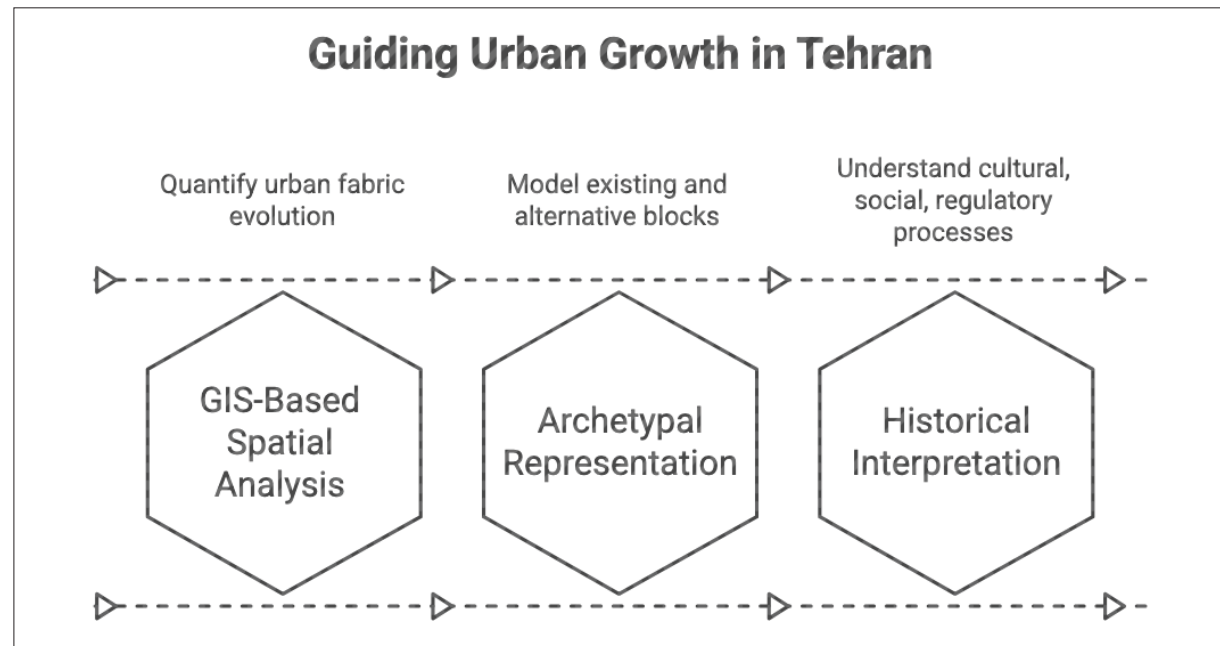 Guiding Urban Growth in Tehran
Quantify urban fabric
evolution
Model existing and
alternative blocks
Understand cultural,
social, regulatory
processes
GIS-Based
Spatial
Analysis
Archetypal
Representation
Historical
Interpretation